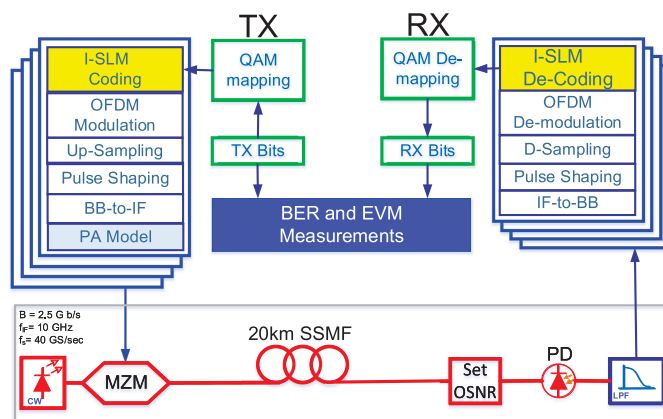 TX
RX
I-SLM
Coding
OFDM
Modulation
Up-Sampling
Pulse Shaping
BB-to-IF
PA Model
QAM
mapping
TX Bits
QAM De-
mapping
RX Bits
BER and EVM
Measurements
I-SLM
De-Coding
OFDM
De-modulation
D-Sampling
Pulse Shaping
IF-to-BB
B = 2.5 G b/s
fIF= 10 GHz
fs= 40 GS/sec
CW
MZM
20km SSMF
Set
OSNR
PD
LPF